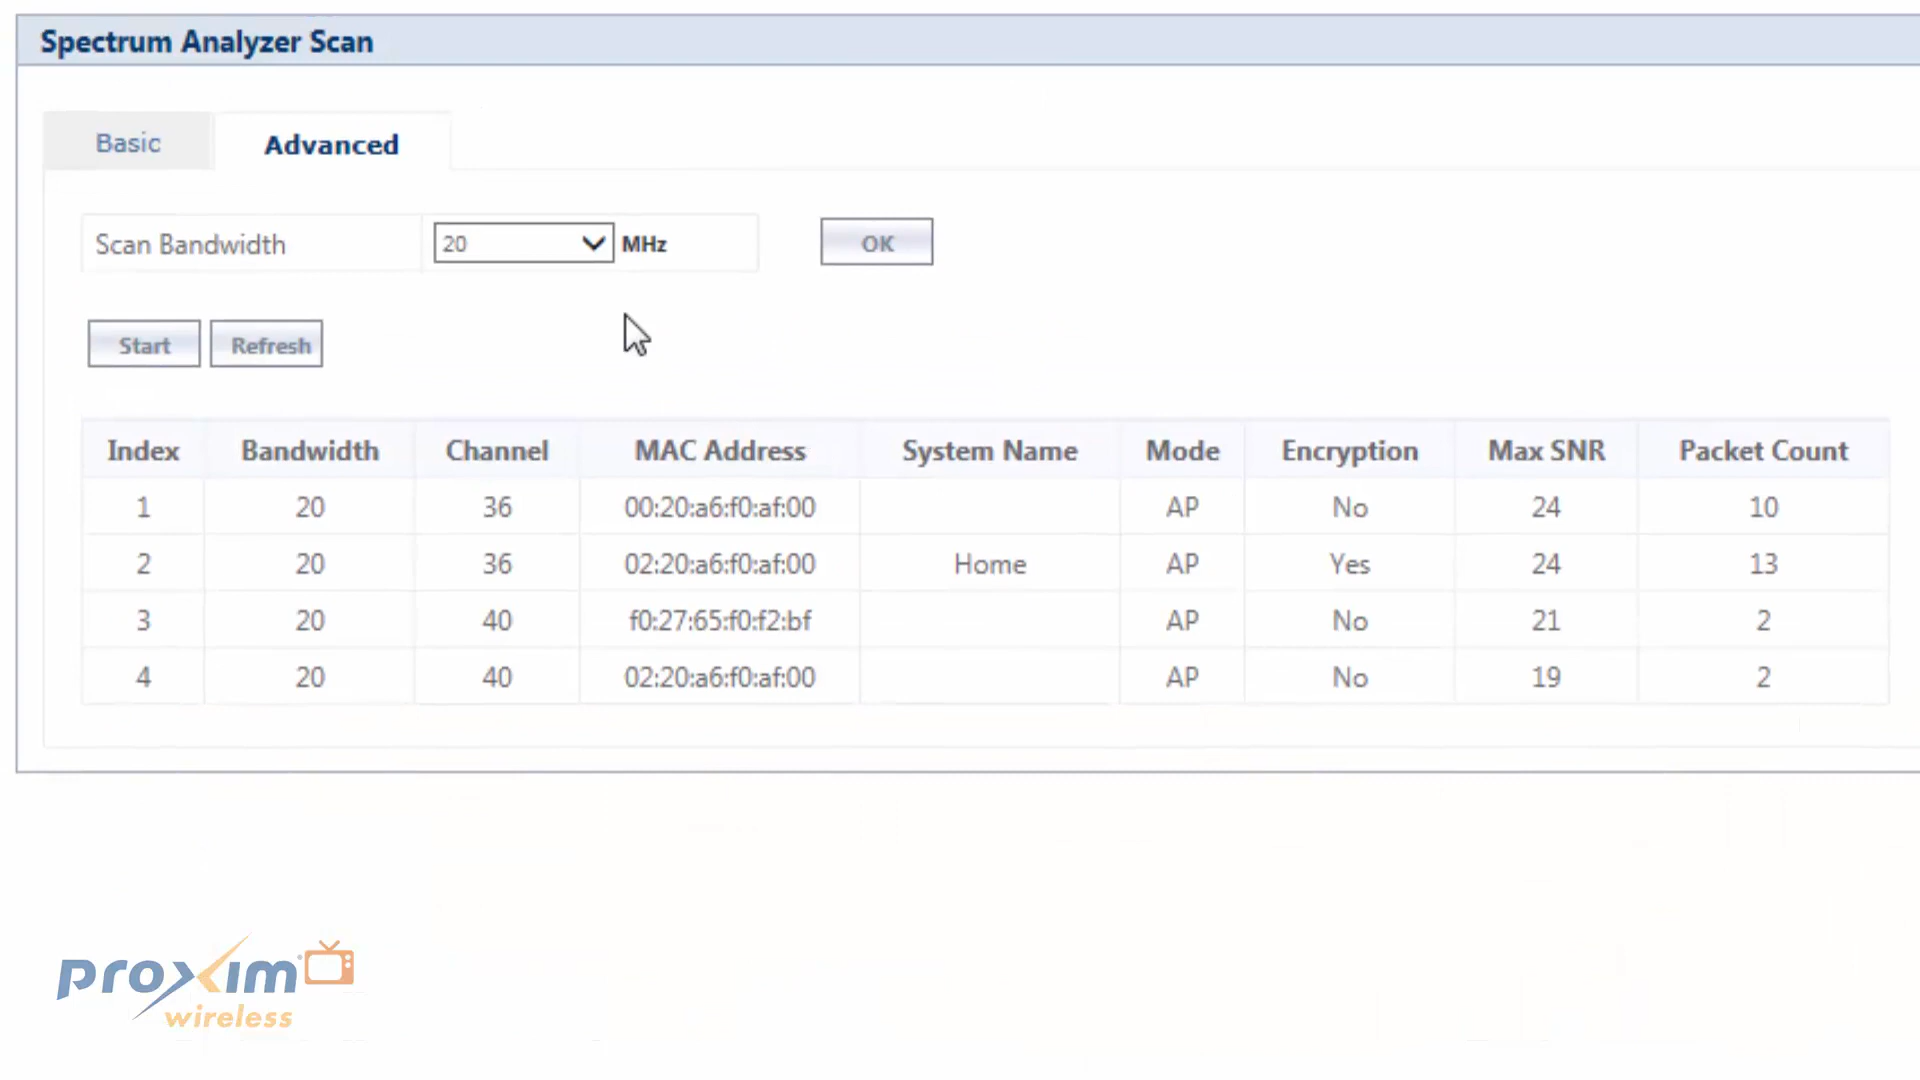 Spectrum Analyzer Scan
Basic Advanced
Scan Bandwidth 20 MHz OK
Start Refresh
Index Bandwidth Channel MAC Address System Name Mode Encryption Max SNR Packet Count
1 20 36 00:20:a6:f0:af:00 AP No 24 10
2 20 36 02:20:a6:f0:af:00 Home AP Yes 24 13
3 20 40 f0:27:65:f0:f2:bf AP No 21 2
4 20 40 02:20:a6:f0:af:00 AP No 19 2
proxim
wireless